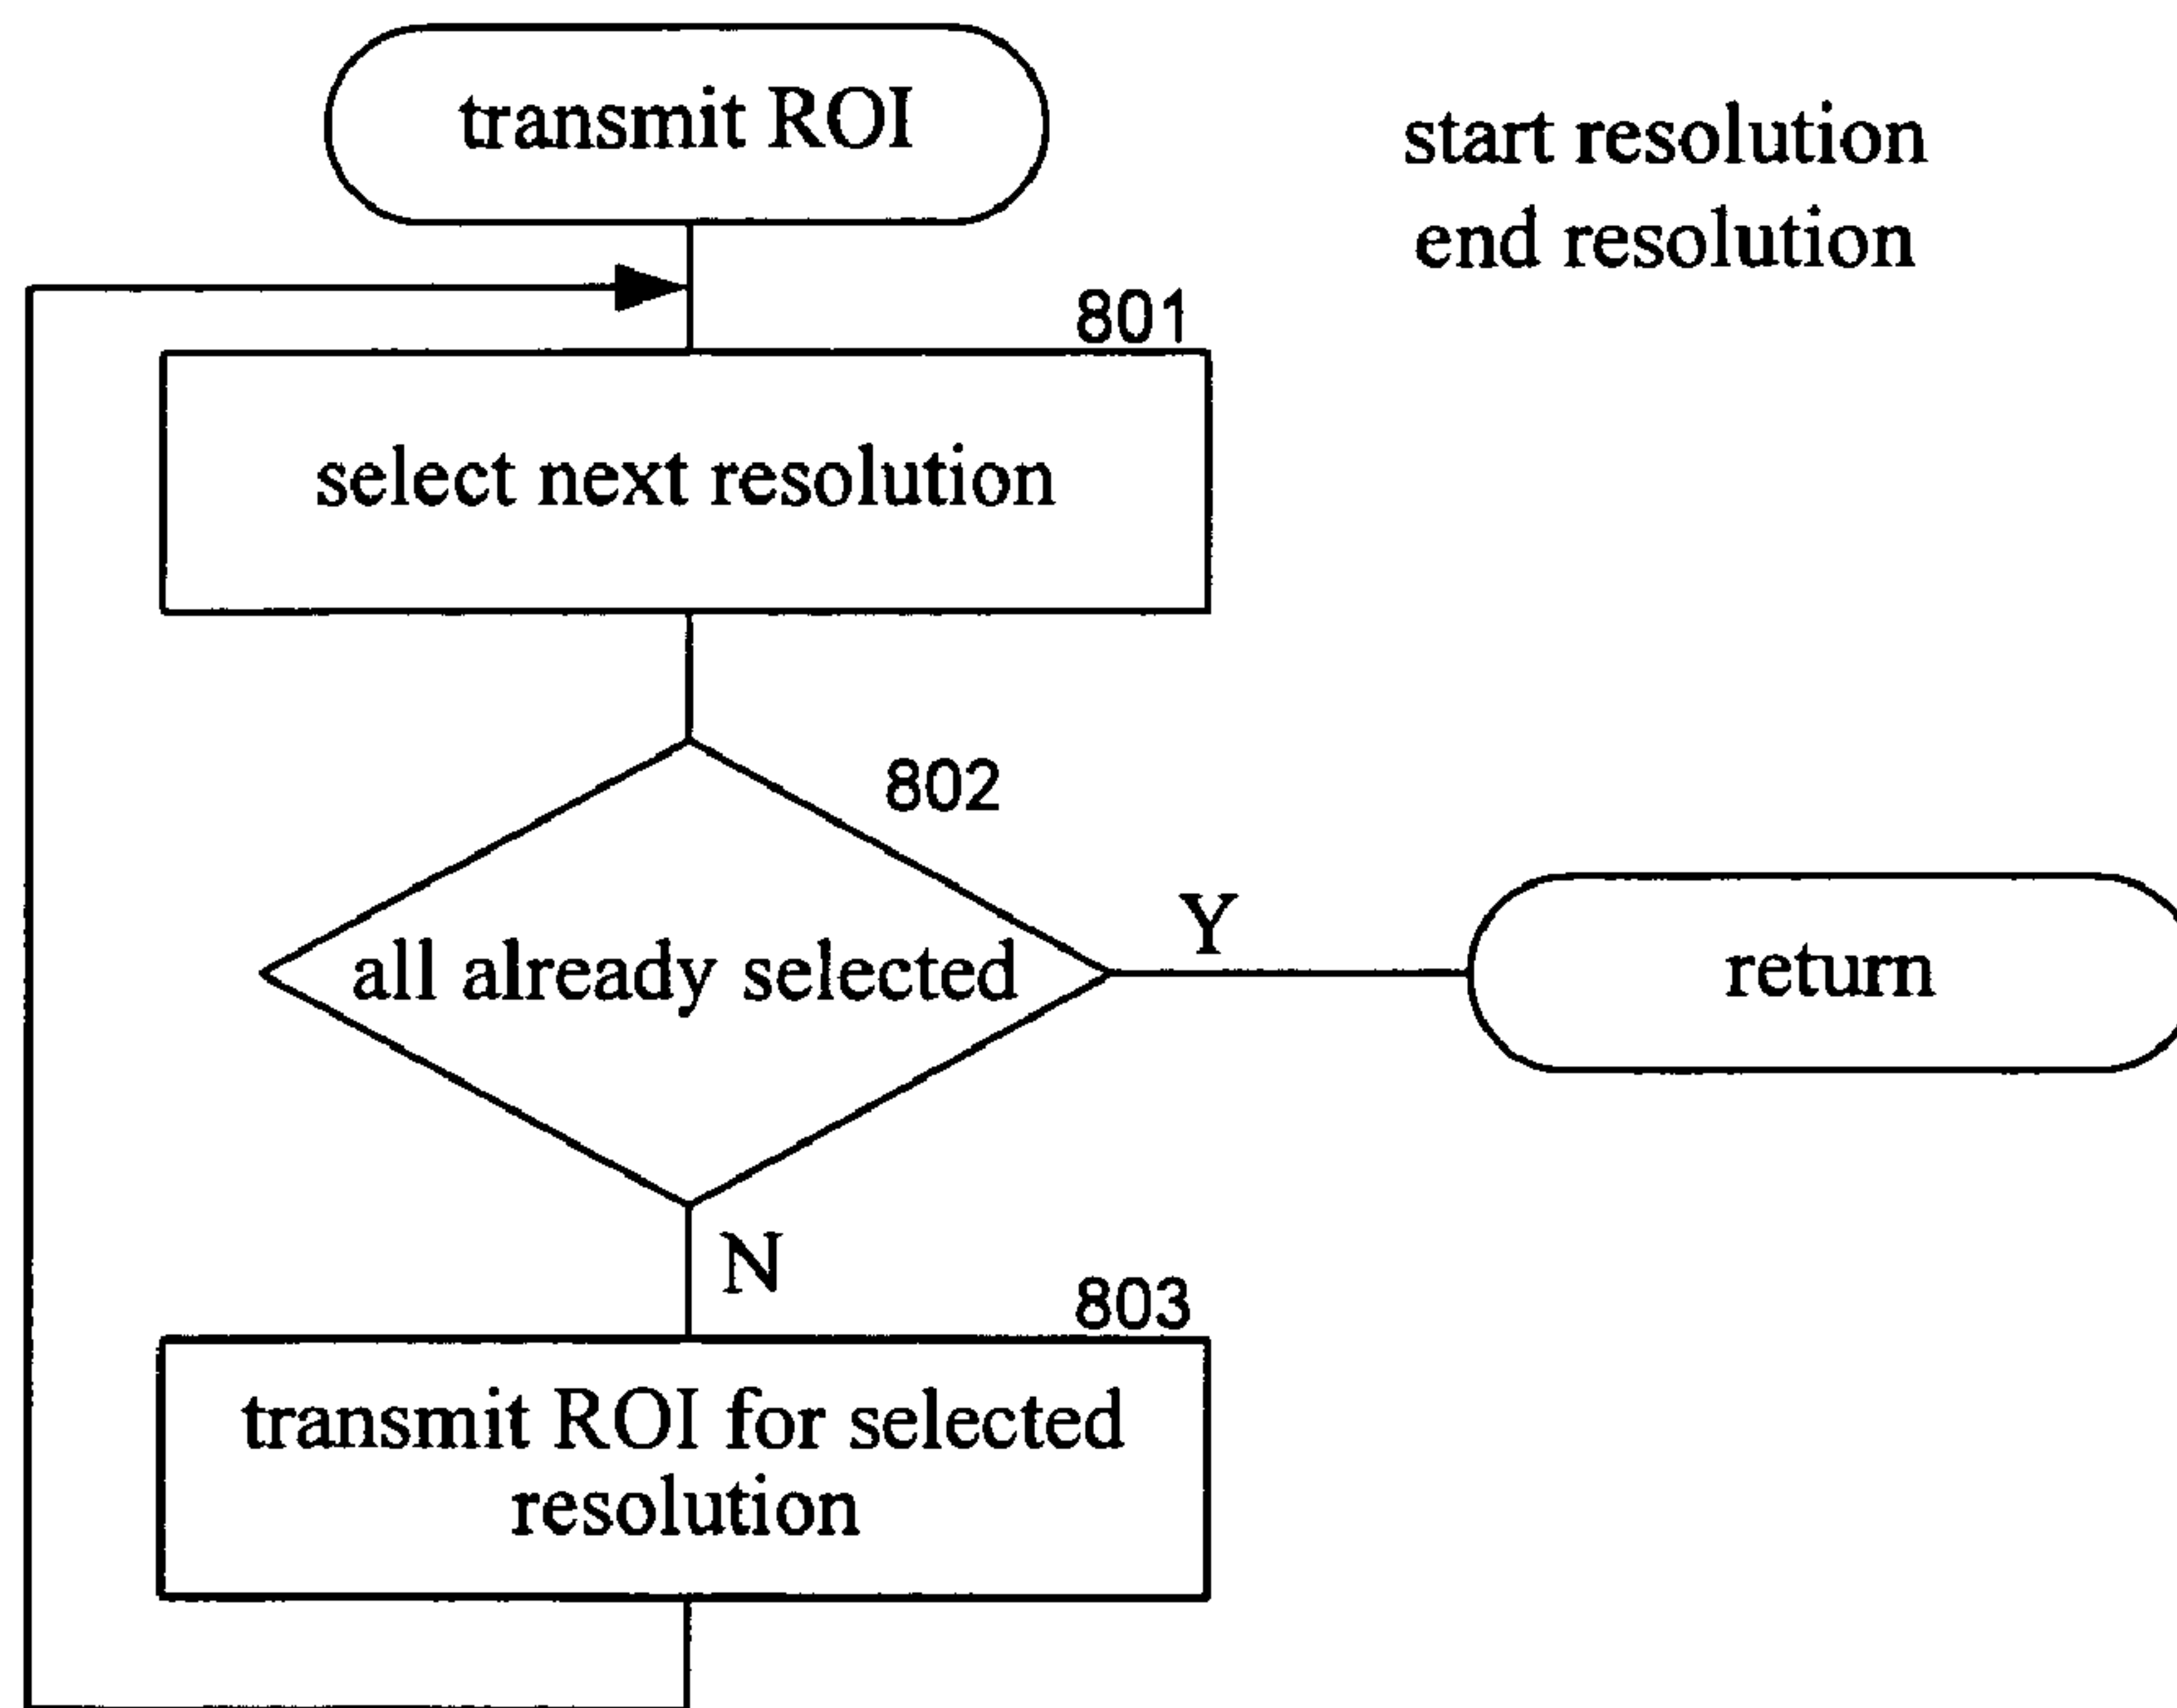 transmit ROI
start resolution
end resolution
801
select next resolution
802
all already selected
Y
return
N
803
transmit ROI for selected
resolution